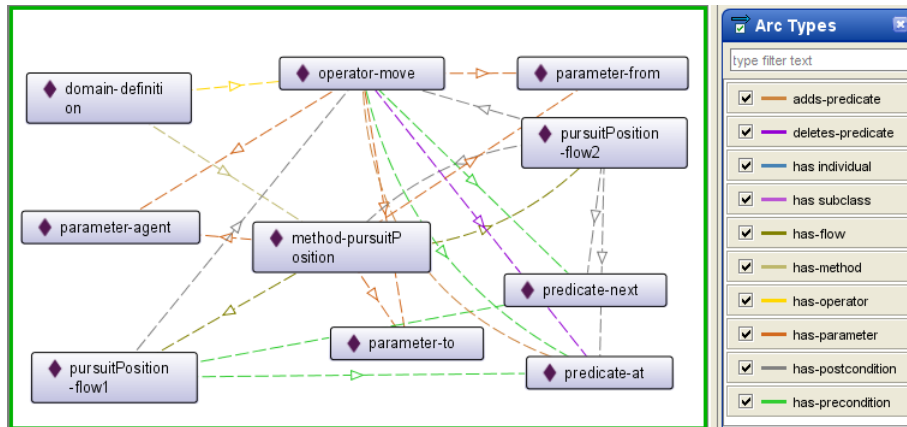 operator-move
parameter-from
domain-definiti
on
pursuitPosition
-flow2
parameter-agent
method-pursuitP
osition
predicate-next
parameter-to
pursuitPosition
-flow1
predicate-at
Arc Types
type filter text
adds-predicate
deletes-predicate
has individual
has subclass
has-flow
has-method
has-operator
has-parameter
has-postcondition
has-precondition